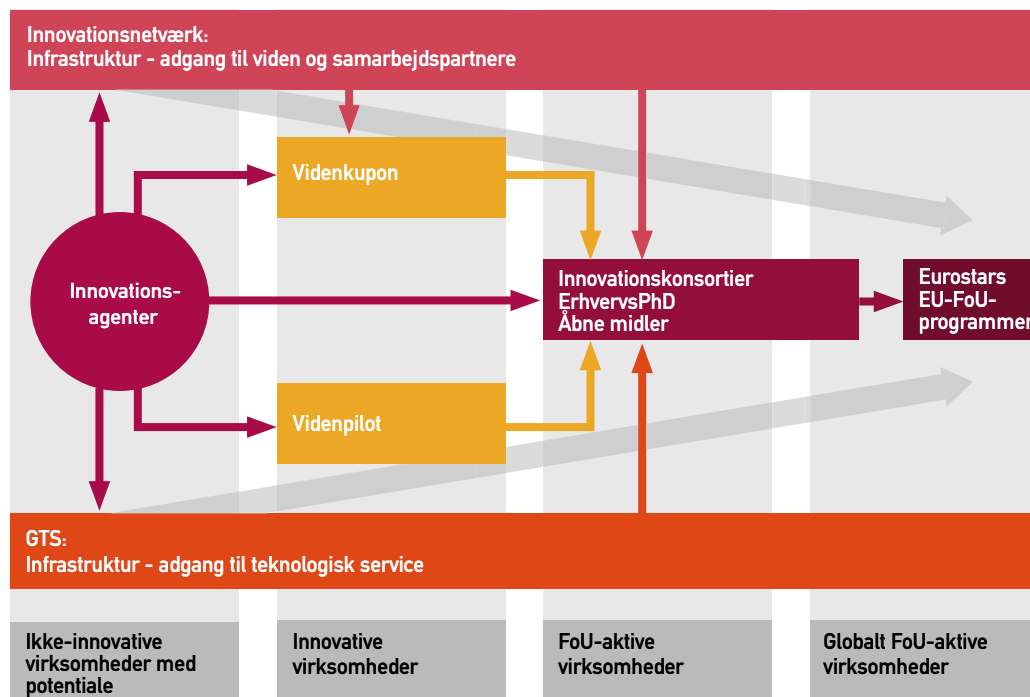 Innovationsnetværk:
Infrastruktur - adgang til viden og samarbejdspartnere
Videnkupon
Innovations-
agenter
Innovationskonsortier
ErhvervsPhD
Åbne midler
Eurostars
EU-FoU-
programmer
Videnpilot
GTS:
Infrastruktur - adgang til teknologisk service
Ikke-innovative
virksomheder med
potentiale
Innovative
virksomheder
FoU-aktive
virksomheder
Globalt FoU-aktive
virksomheder